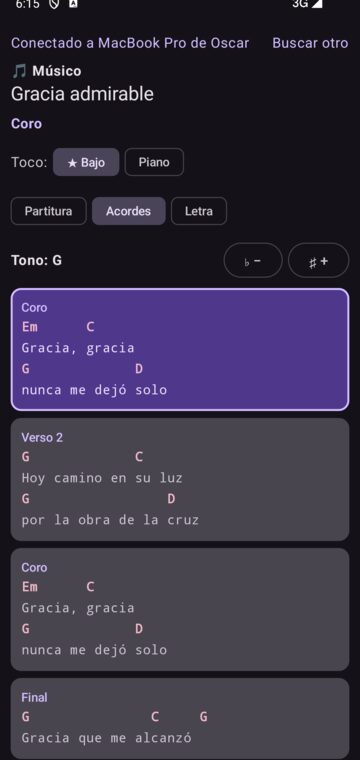 6:15 3G
Conectado a MacBook Pro de Oscar Buscar otro
🎵 Músico
Gracia admirable
Coro
Toco: ★ Bajo Piano
Partitura Acordes Letra
Tono: G ♭ − ♯ +
Coro
Em C
Gracia, gracia
G D
nunca me dejó solo
Verso 2
G C
Hoy camino en su luz
G D
por la obra de la cruz
Coro
Em C
Gracia, gracia
G D
nunca me dejó solo
Final
G C G
Gracia que me alcanzó